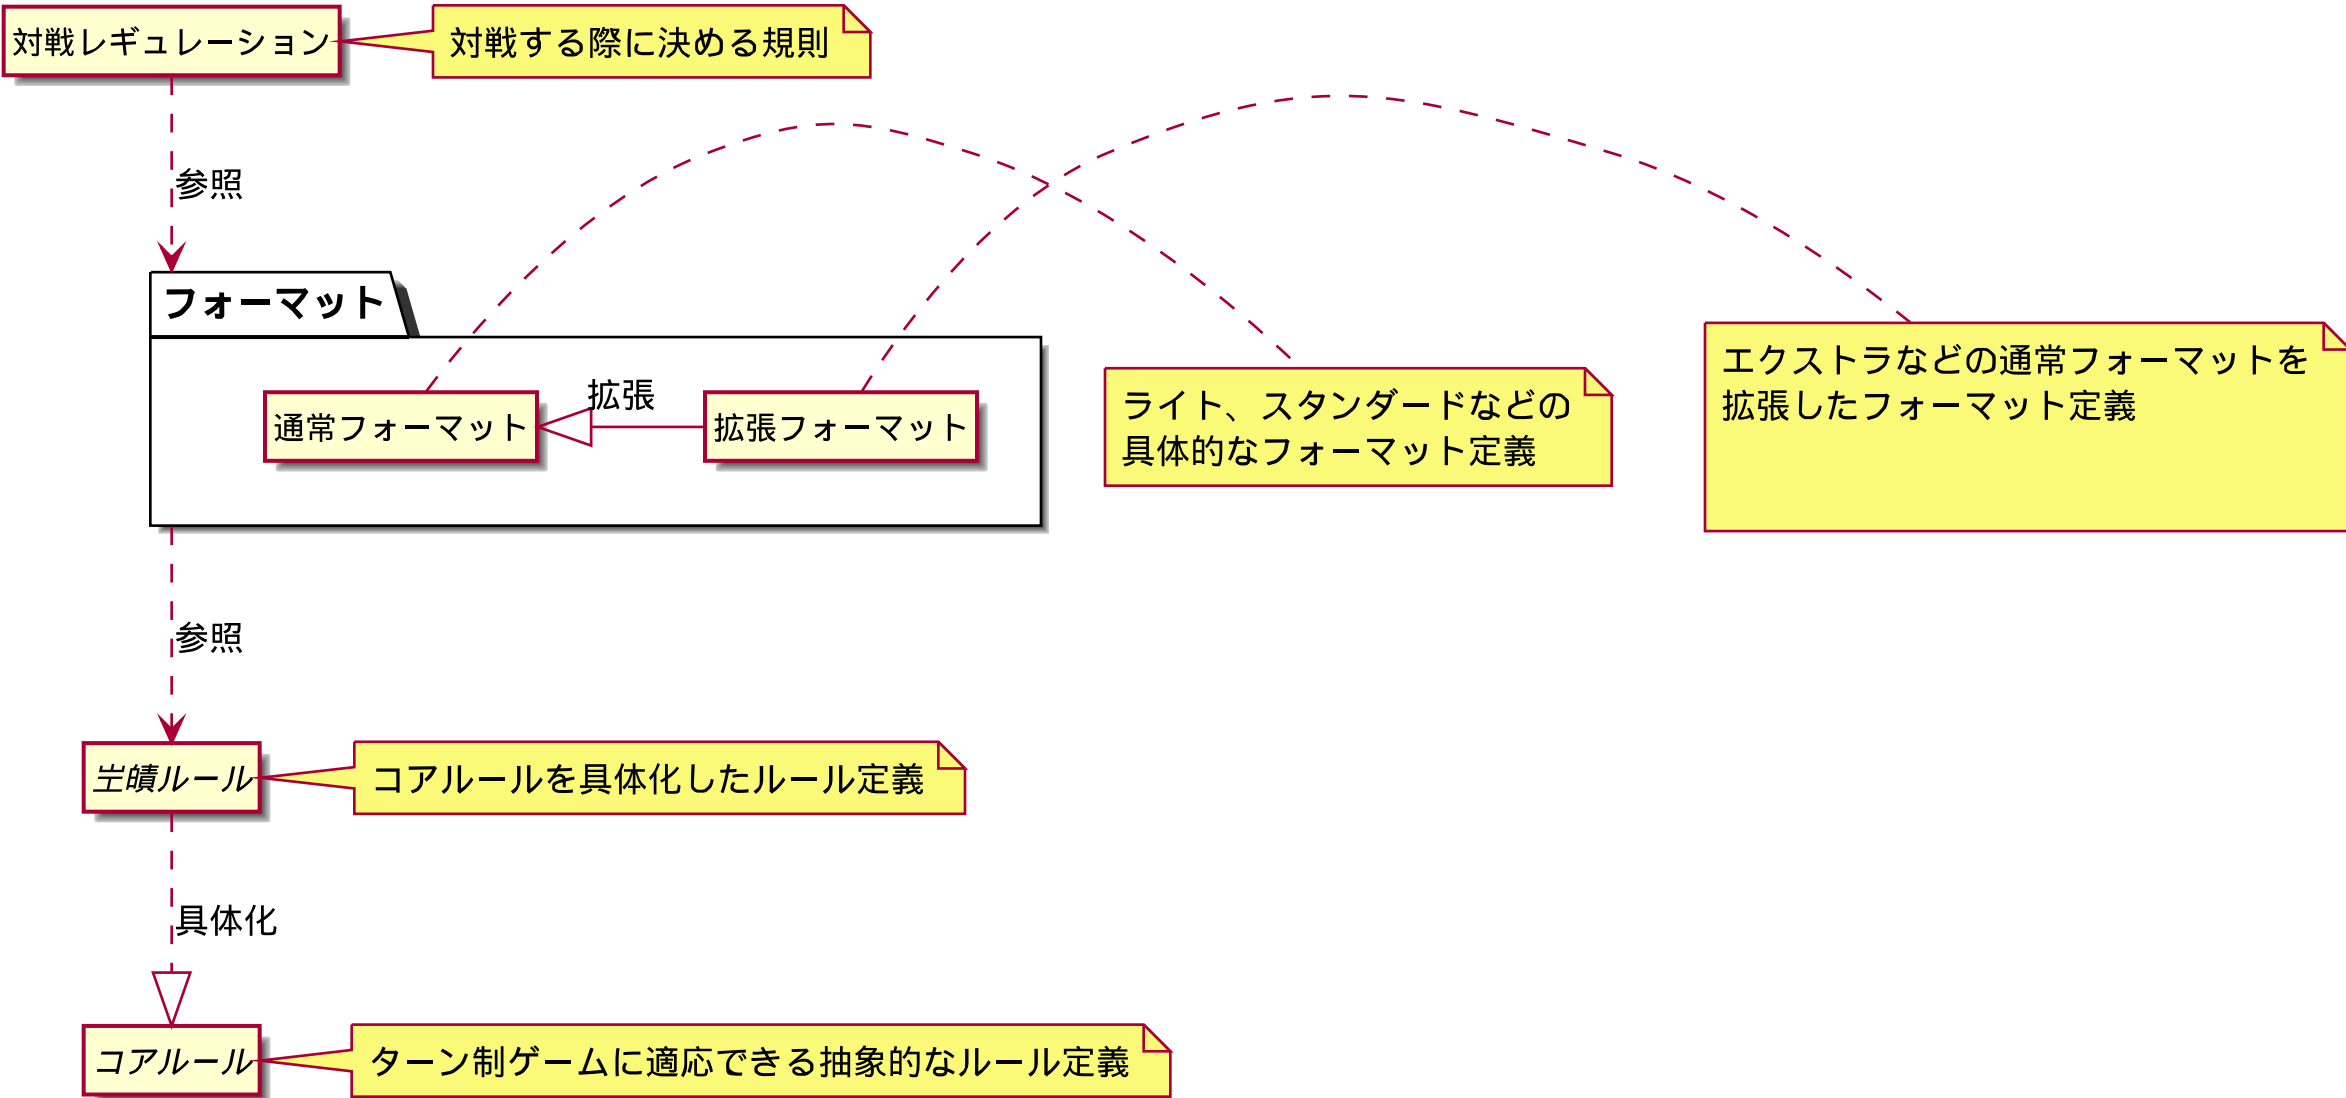 対戦レギュレーション
対戦する際に決める規則
参照
フォーマット
通常フォーマット
拡張
拡張フォーマット
ライト、スタンダードなどの
具体的なフォーマット定義
エクストラなどの通常フォーマットを
拡張したフォーマット定義
参照
ルール
コアルールを具体化したルール定義
具体化
コアルール
ターン制ゲームに適応できる抽象的なルール定義